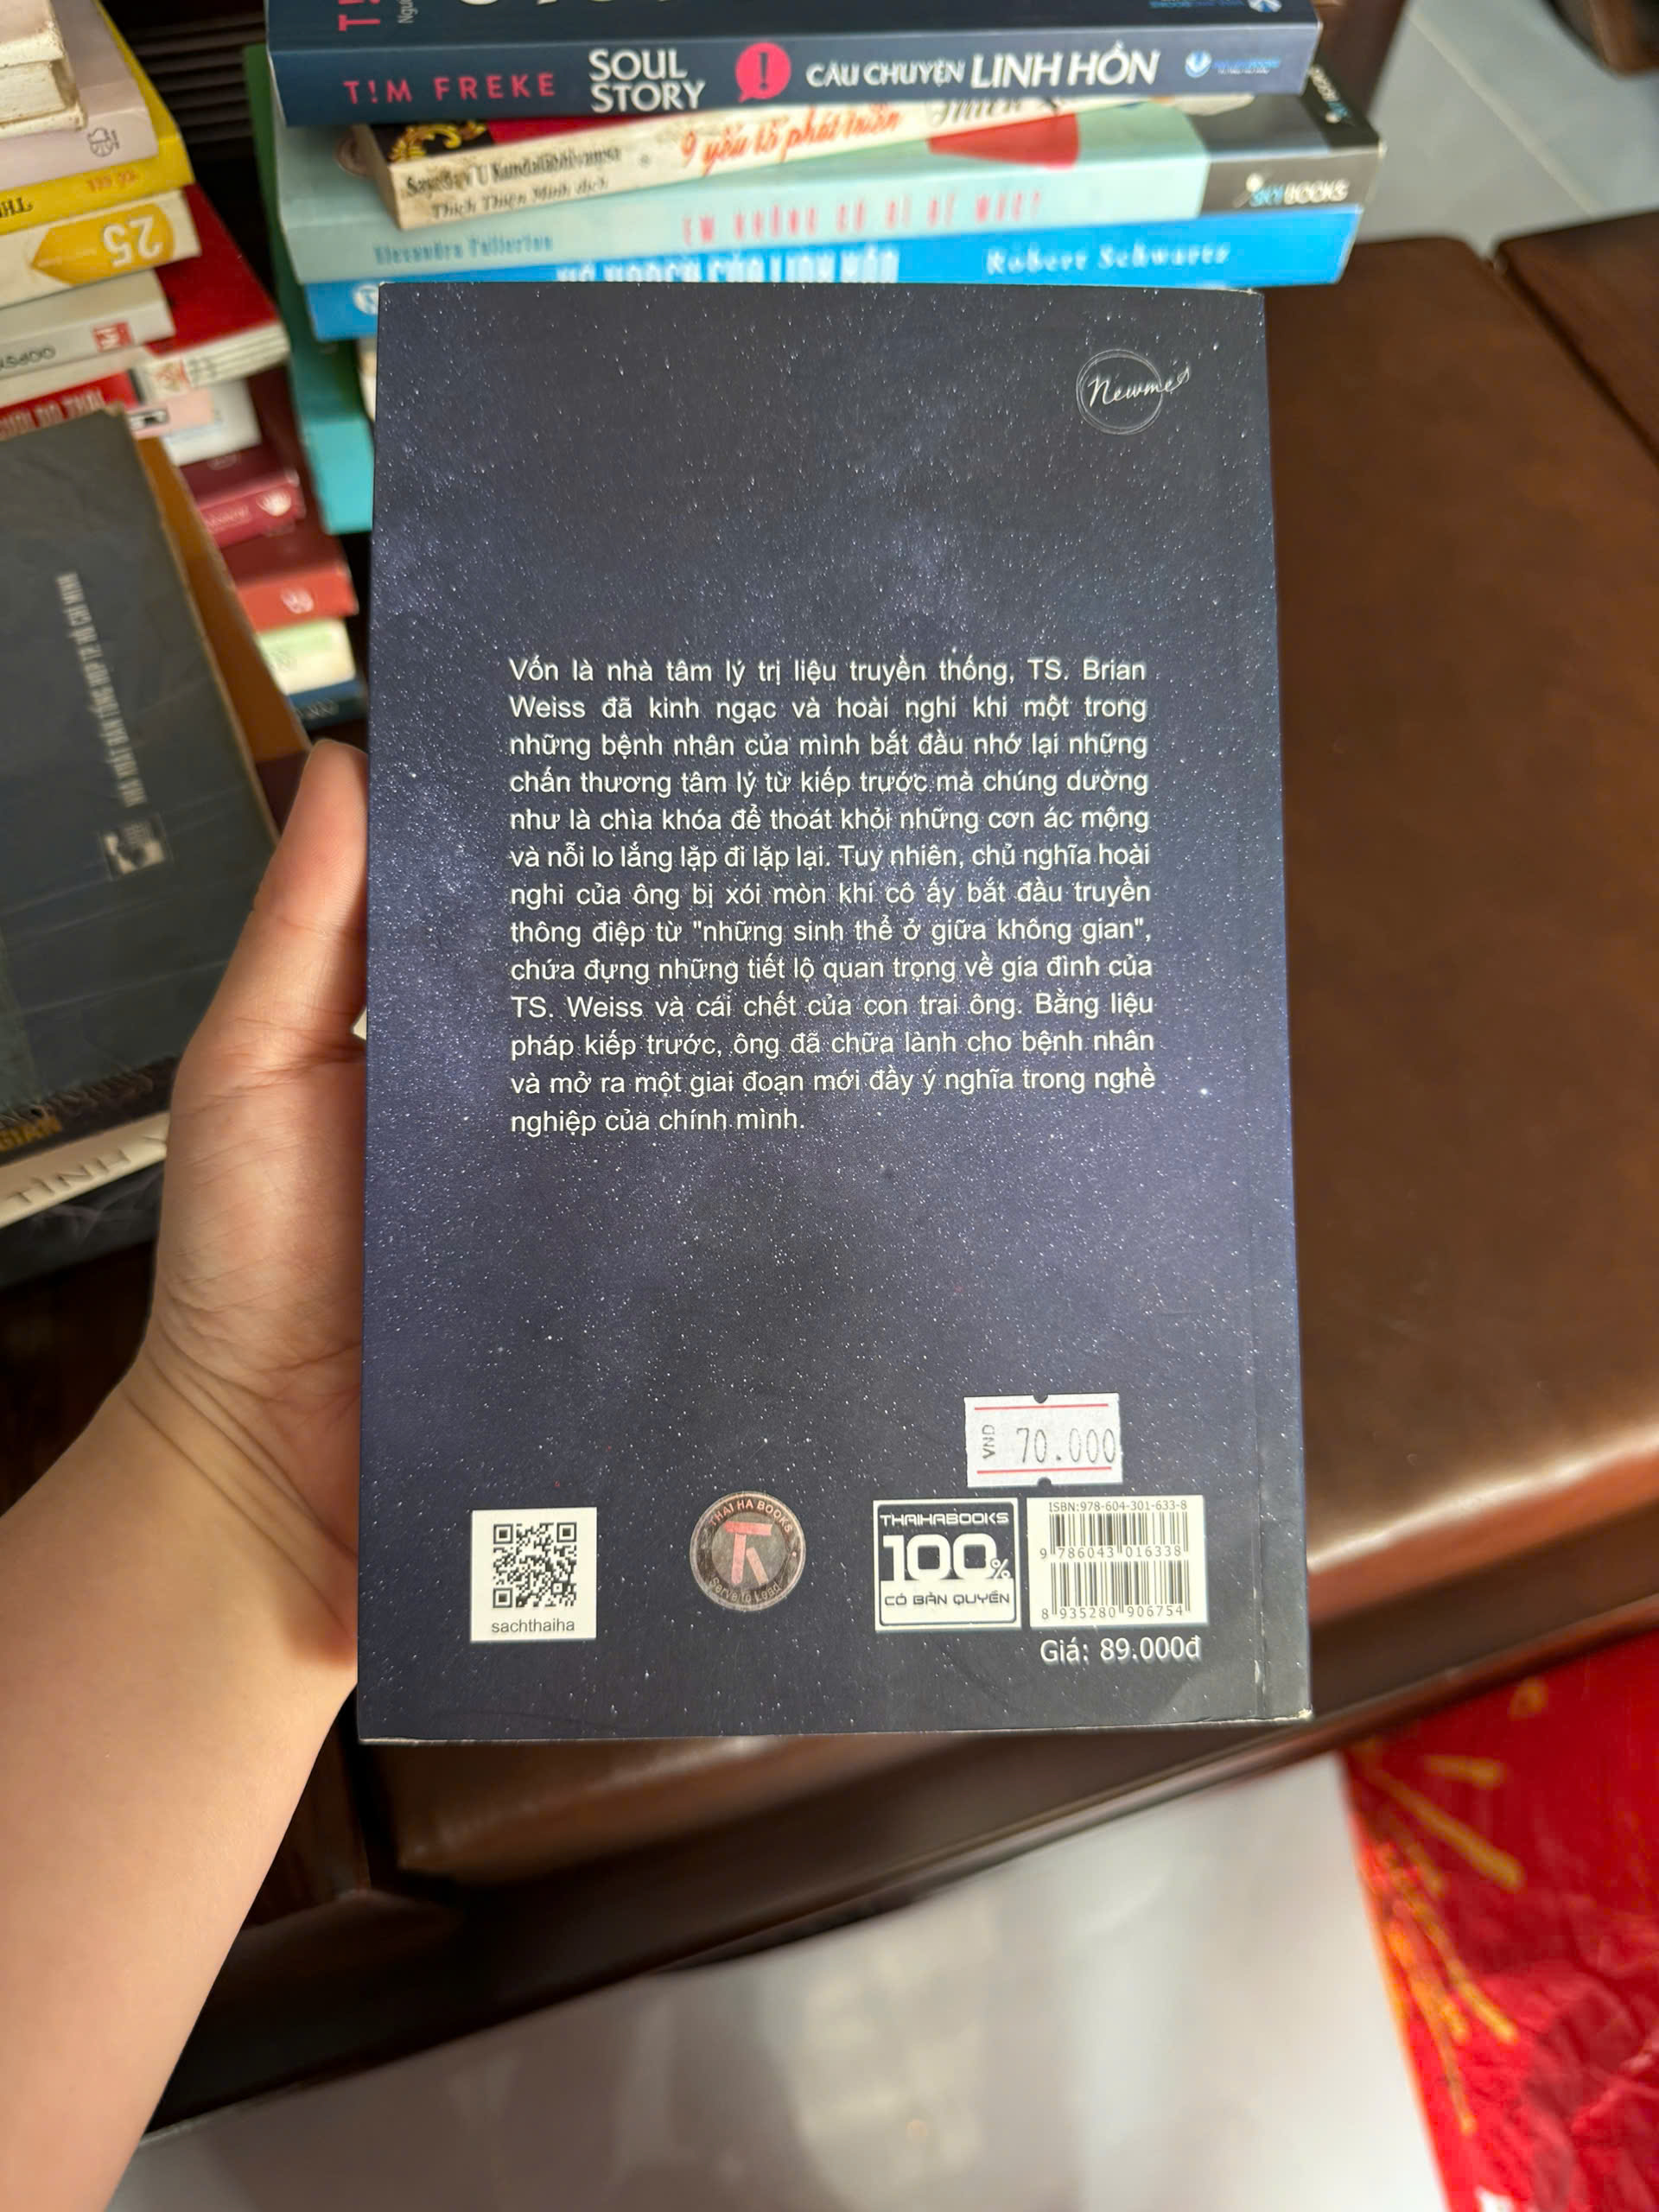 T!M FREKE SOUL STORY ! CÂU CHUYỆN LINH HỒN
9 yếu tố phát triển Thiền
Thích Thiện Minh dịch
SKYBOOKS
Robert Schwartz
25
TÌNH
GIAN
Newme
Vốn là nhà tâm lý trị liệu truyền thống, TS. Brian
Weiss đã kinh ngạc và hoài nghi khi một trong
những bệnh nhân của mình bắt đầu nhớ lại những
chấn thương tâm lý từ kiếp trước mà chúng dường
như là chìa khóa để thoát khỏi những cơn ác mộng
và nỗi lo lắng lặp đi lặp lại. Tuy nhiên, chủ nghĩa hoài
nghi của ông bị xói mòn khi cô ấy bắt đầu truyền
thông điệp từ "những sinh thể ở giữa không gian",
chứa đựng những tiết lộ quan trọng về gia đình của
TS. Weiss và cái chết của con trai ông. Bằng liệu
pháp kiếp trước, ông đã chữa lành cho bệnh nhân
và mở ra một giai đoạn mới đầy ý nghĩa trong nghề
nghiệp của chính mình.
VND 70.000
sachthaiha
THAI HA BOOKS
Serve to Lead
THAIHABOOKS
100%
CÓ BẢN QUYỀN
ISBN:978-604-301-633-8
9 786043 016338
8 935280 906754
Giá: 89.000đ